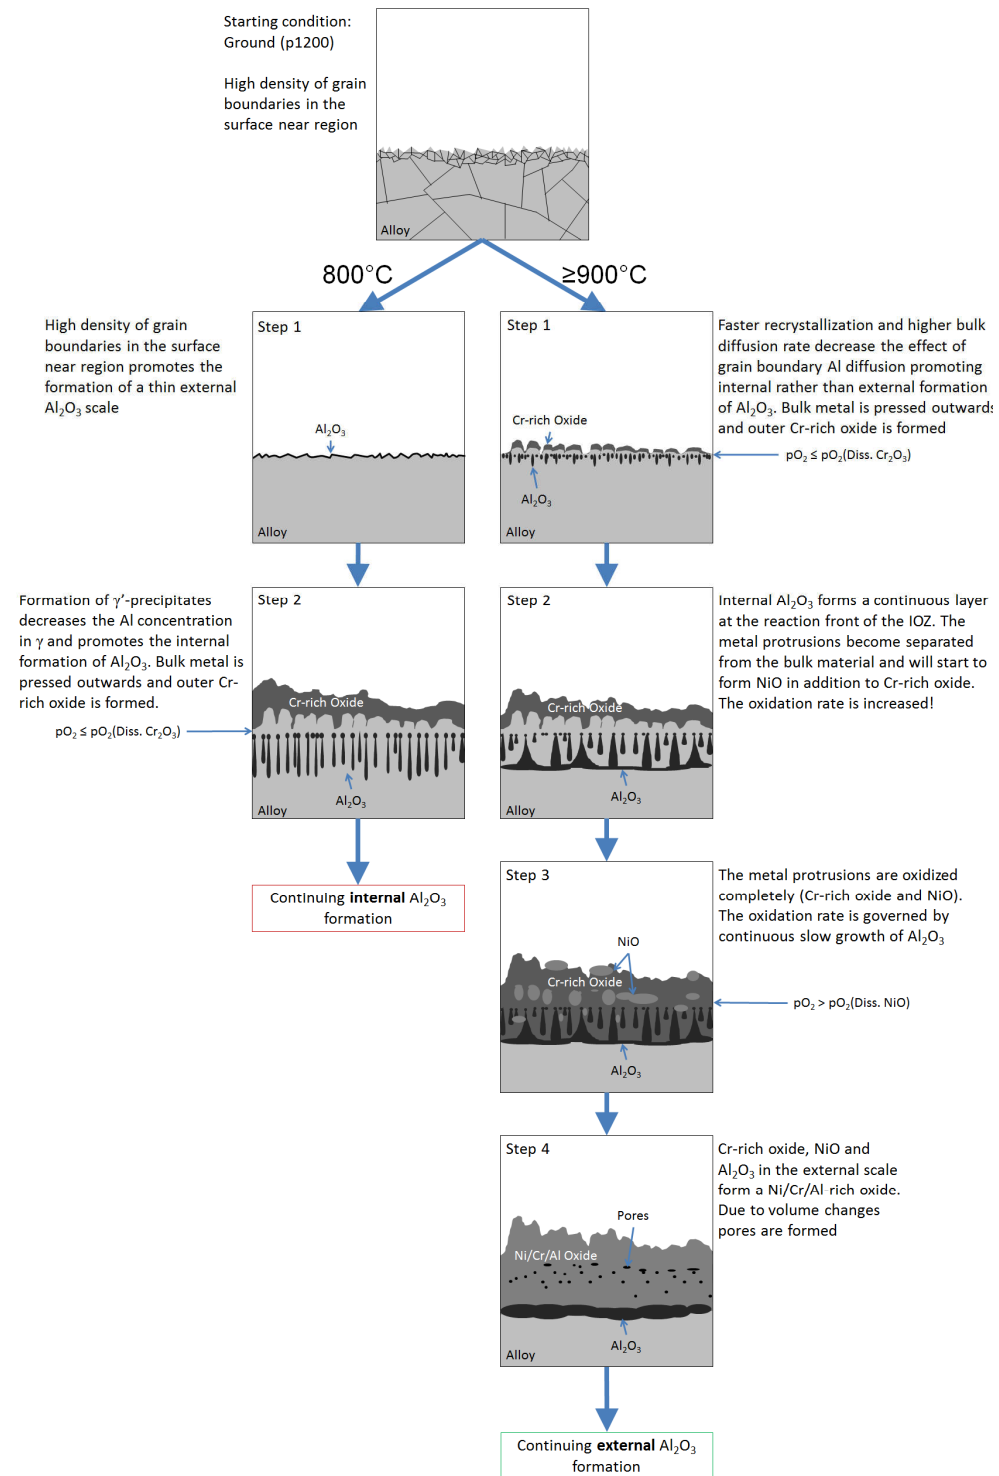 Starting condition:
Ground (p1200)
High density of grain
boundaries in the
surface near region
Alloy
800°C
≥900°C
High density of grain
boundaries in the surface
near region promotes the
formation of a thin external
Al₂O₃ scale
Step 1
Al₂O₃
Alloy
Step 1
Cr-rich Oxide
Al₂O₃
Alloy
Faster recrystallization and higher bulk
diffusion rate decrease the effect of
grain boundary Al diffusion promoting
internal rather than external formation
of Al₂O₃. Bulk metal is pressed outwards
and outer Cr-rich oxide is formed
pO₂ ≤ pO₂(Diss. Cr₂O₃)
Formation of γ’-precipitates
decreases the Al concentration
in γ and promotes the internal
formation of Al₂O₃. Bulk metal is
pressed outwards and outer Cr-
rich oxide is formed.
pO₂ ≤ pO₂(Diss. Cr₂O₃)
Step 2
Cr-rich Oxide
Al₂O₃
Alloy
Step 2
Cr-rich Oxide
Al₂O₃
Alloy
Internal Al₂O₃ forms a continuous layer
at the reaction front of the IOZ. The
metal protrusions become separated
from the bulk material and will start to
form NiO in addition to Cr-rich oxide.
The oxidation rate is increased!
Continuing internal Al₂O₃
formation
Step 3
NiO
Cr-rich Oxide
Al₂O₃
The metal protrusions are oxidized
completely (Cr-rich oxide and NiO).
The oxidation rate is governed by
continuous slow growth of Al₂O₃
pO₂ > pO₂(Diss. NiO)
Step 4
Pores
Ni/Cr/Al Oxide
Al₂O₃
Alloy
Cr-rich oxide, NiO and
Al₂O₃ in the external scale
form a Ni/Cr/Al-rich oxide.
Due to volume changes
pores are formed
Continuing external Al₂O₃
formation